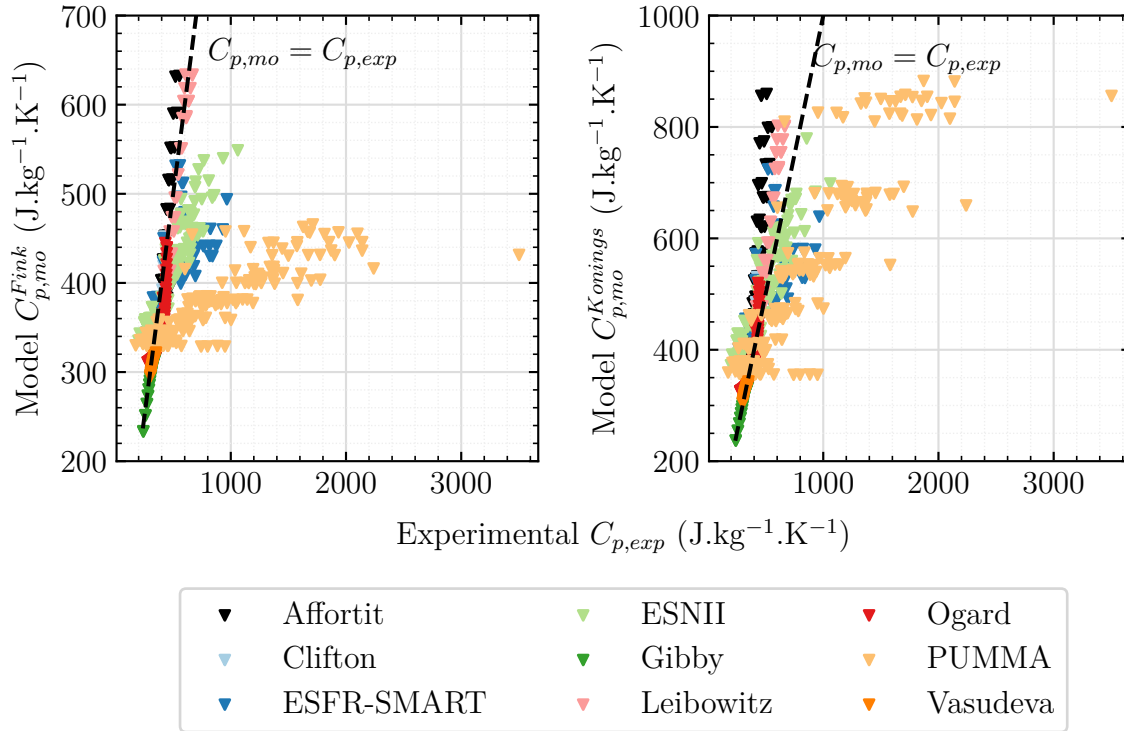 700
600
500
400
300
200
1000
2000
3000
Model C_{p,mo}^{Fink} (J.kg⁻¹.K⁻¹)
C_{p,mo} = C_{p,exp}
1000
800
600
400
200
1000
2000
3000
Model C_{p,mo}^{Konings} (J.kg⁻¹.K⁻¹)
C_{p,mo} = C_{p,exp}
Experimental C_{p,exp} (J.kg⁻¹.K⁻¹)
Affortit
Clifton
ESFR-SMART
ESNII
Gibby
Leibowitz
Ogard
PUMMA
Vasudeva